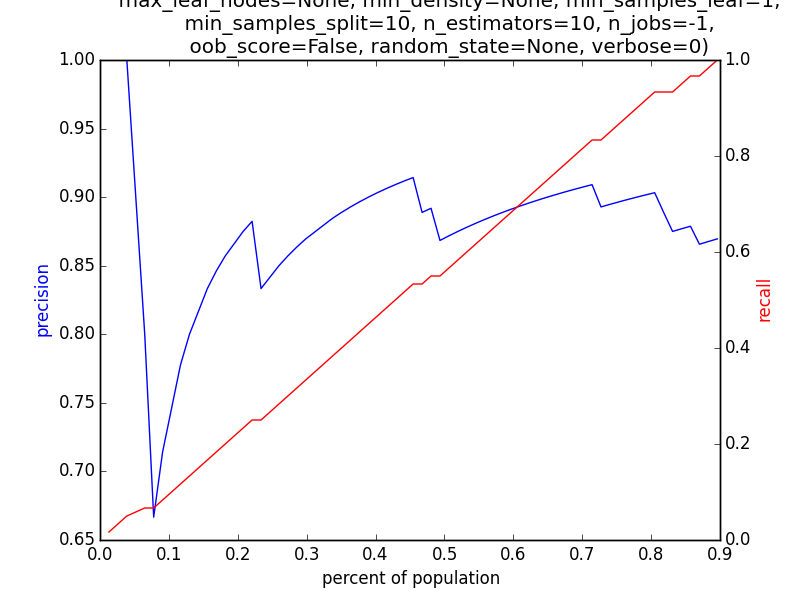 max_leaf_nodes=None, min_density=None, min_samples_leaf=1,
min_samples_split=10, n_estimators=10, n_jobs=-1,
oob_score=False, random_state=None, verbose=0)
1.00
0.95
0.90
0.85
0.80
0.75
0.70
0.65
precision
1.0
0.8
0.6
0.4
0.2
0.0
recall
0.0 0.1 0.2 0.3 0.4 0.5 0.6 0.7 0.8 0.9
percent of population